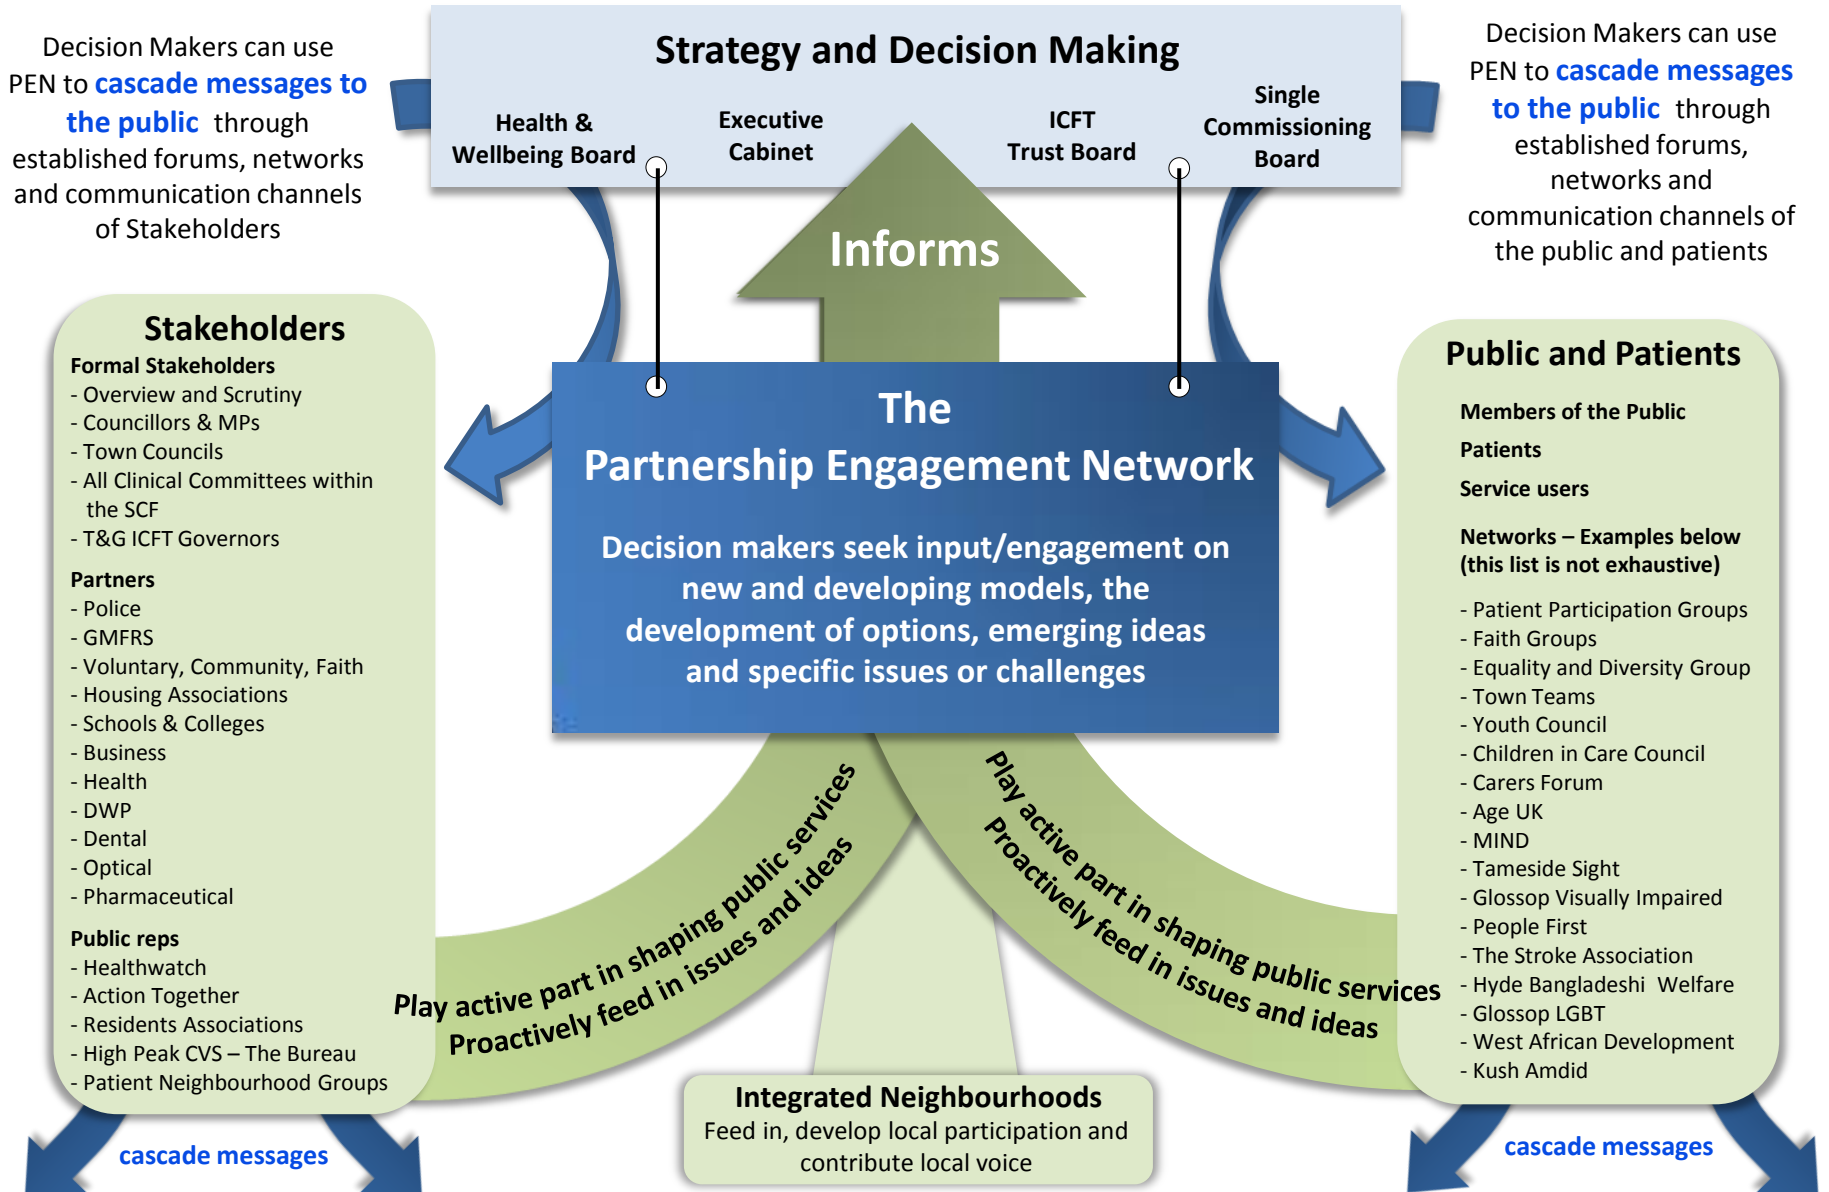 Decision Makers can use
PEN to cascade messages to
the public through
established forums, networks
and communication channels
of Stakeholders
Strategy and Decision Making
Health &
Wellbeing Board
Executive
Cabinet
ICFT
Trust Board
Single
Commissioning
Board
Decision Makers can use
PEN to cascade messages
to the public through
established forums,
networks and
communication channels of
the public and patients
Informs
Stakeholders
Formal Stakeholders
- Overview and Scrutiny
- Councillors & MPs
- Town Councils
- All Clinical Committees within
the SCF
- T&G ICFT Governors
Partners
- Police
- GMFRS
- Voluntary, Community, Faith
- Housing Associations
- Schools & Colleges
- Business
- Health
- DWP
- Dental
- Optical
- Pharmaceutical
Public reps
- Healthwatch
- Action Together
- Residents Associations
- High Peak CVS – The Bureau
- Patient Neighbourhood Groups
cascade messages
The
Partnership Engagement Network
Decision makers seek input/engagement on
new and developing models, the
development of options, emerging ideas
and specific issues or challenges
Play active part in shaping public services
Proactively feed in issues and ideas
Play active part in shaping public services
Proactively feed in issues and ideas
Integrated Neighbourhoods
Feed in, develop local participation and
contribute local voice
Public and Patients
Members of the Public
Patients
Service users
Networks – Examples below
(this list is not exhaustive)
- Patient Participation Groups
- Faith Groups
- Equality and Diversity Group
- Town Teams
- Youth Council
- Children in Care Council
- Carers Forum
- Age UK
- MIND
- Tameside Sight
- Glossop Visually Impaired
- People First
- The Stroke Association
- Hyde Bangladeshi Welfare
- Glossop LGBT
- West African Development
- Kush Amdid
cascade messages